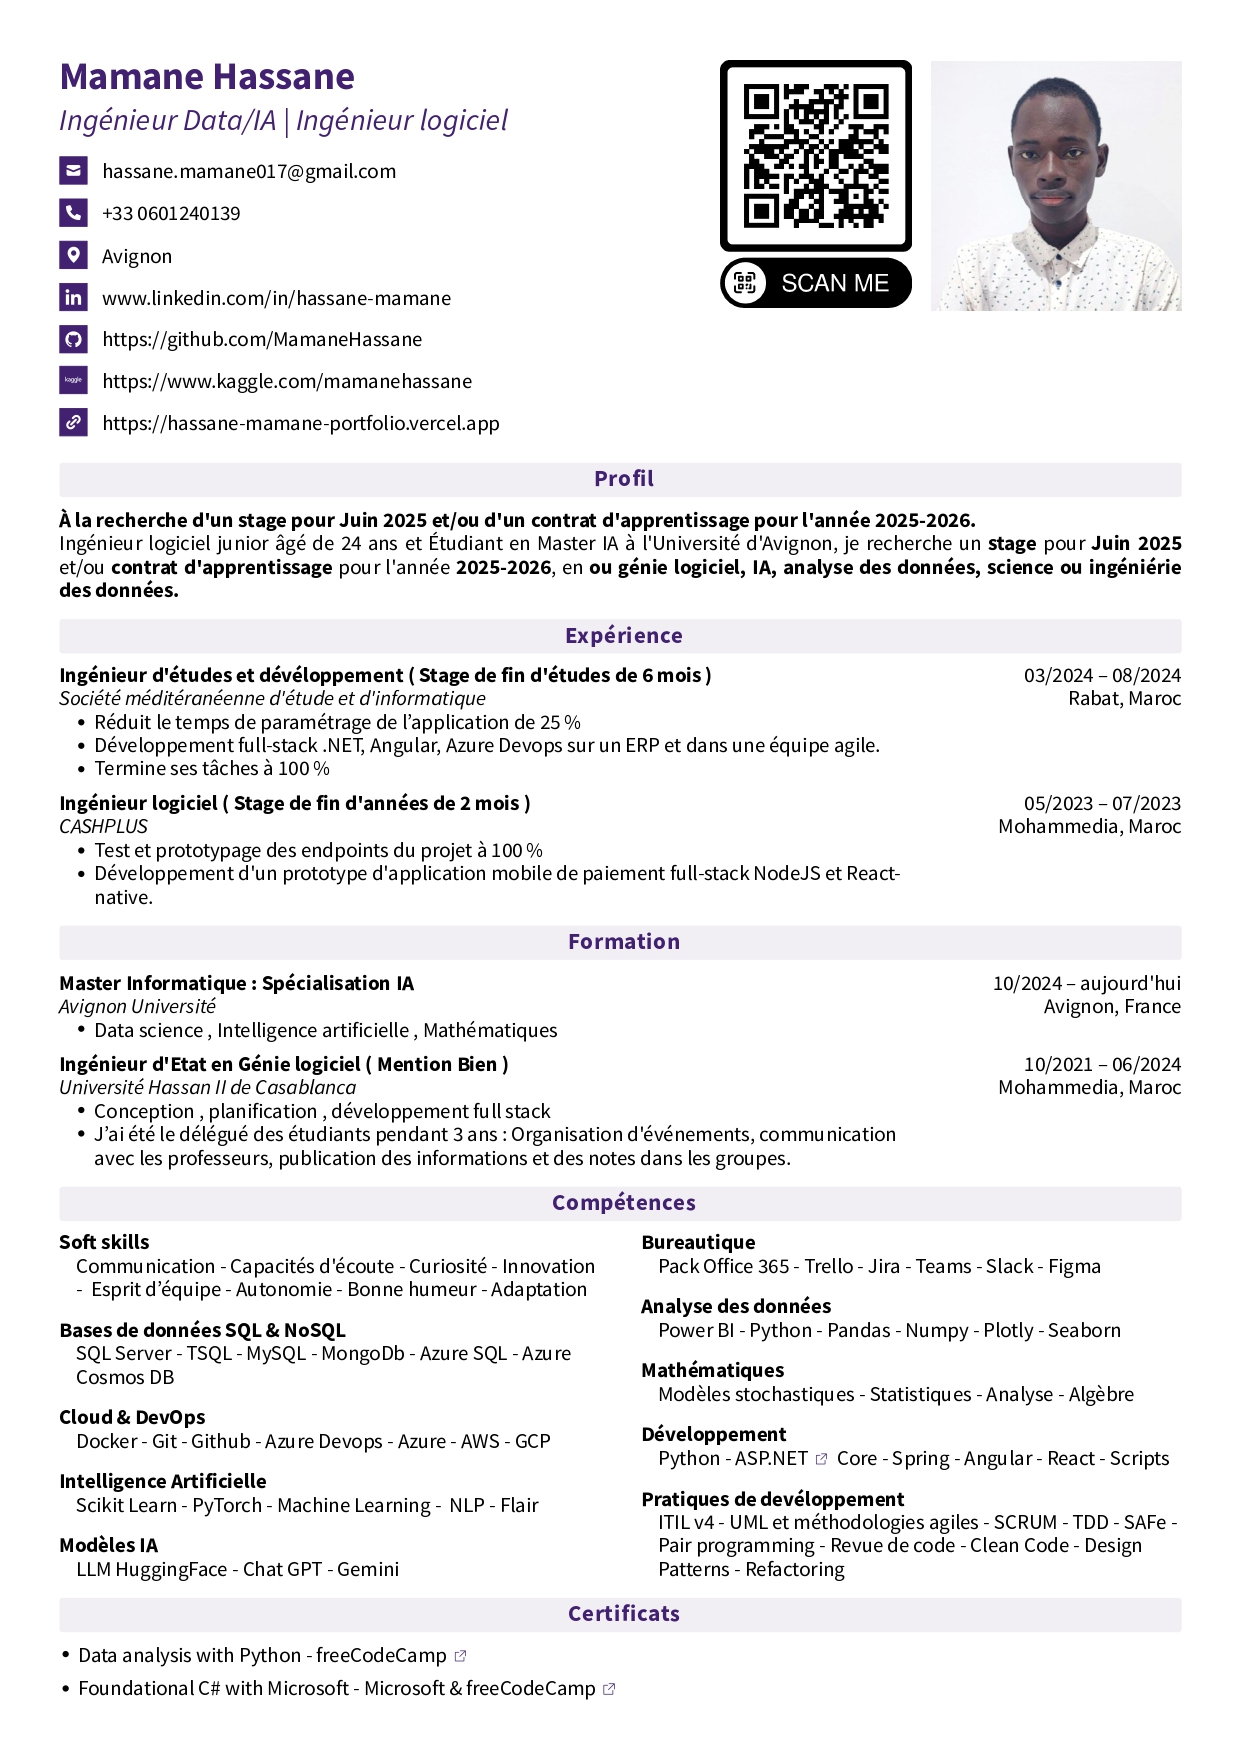 Mamane Hassane
Ingénieur Data/IA | Ingénieur logiciel
hassane.mamane017@gmail.com
+33 0601240139
Avignon
www.linkedin.com/in/hassane-mamane
https://github.com/MamaneHassane
kaggle
https://www.kaggle.com/mamanehassane
https://hassane-mamane-portfolio.vercel.app
SCAN ME
Profil
À la recherche d'un stage pour Juin 2025 et/ou d'un contrat d'apprentissage pour l'année 2025-2026.
Ingénieur logiciel junior âgé de 24 ans et Étudiant en Master IA à l'Université d'Avignon, je recherche un stage pour Juin 2025
et/ou contrat d'apprentissage pour l'année 2025-2026, en ou génie logiciel, IA, analyse des données, science ou ingéniérie
des données.
Expérience
Ingénieur d'études et dévéloppement ( Stage de fin d'études de 6 mois ) 03/2024 – 08/2024
Société méditéranéenne d'étude et d'informatique Rabat, Maroc
• Réduit le temps de paramétrage de l’application de 25 %
• Développement full-stack .NET, Angular, Azure Devops sur un ERP et dans une équipe agile.
• Termine ses tâches à 100 %
Ingénieur logiciel ( Stage de fin d'années de 2 mois ) 05/2023 – 07/2023
CASHPLUS Mohammedia, Maroc
• Test et prototypage des endpoints du projet à 100 %
• Développement d'un prototype d'application mobile de paiement full-stack NodeJS et React-
native.
Formation
Master Informatique : Spécialisation IA 10/2024 – aujourd'hui
Avignon Université Avignon, France
• Data science , Intelligence artificielle , Mathématiques
Ingénieur d'Etat en Génie logiciel ( Mention Bien ) 10/2021 – 06/2024
Université Hassan II de Casablanca Mohammedia, Maroc
• Conception , planification , développement full stack
• J’ai été le délégué des étudiants pendant 3 ans : Organisation d'événements, communication
avec les professeurs, publication des informations et des notes dans les groupes.
Compétences
Soft skills
Communication - Capacités d'écoute - Curiosité - Innovation
- Esprit d’équipe - Autonomie - Bonne humeur - Adaptation
Bases de données SQL & NoSQL
SQL Server - TSQL - MySQL - MongoDb - Azure SQL - Azure
Cosmos DB
Cloud & DevOps
Docker - Git - Github - Azure Devops - Azure - AWS - GCP
Intelligence Artificielle
Scikit Learn - PyTorch - Machine Learning - NLP - Flair
Modèles IA
LLM HuggingFace - Chat GPT - Gemini
Bureautique
Pack Office 365 - Trello - Jira - Teams - Slack - Figma
Analyse des données
Power BI - Python - Pandas - Numpy - Plotly - Seaborn
Mathématiques
Modèles stochastiques - Statistiques - Analyse - Algèbre
Développement
Python - ASP.NET Core - Spring - Angular - React - Scripts
Pratiques de devéloppement
ITIL v4 - UML et méthodologies agiles - SCRUM - TDD - SAFe -
Pair programming - Revue de code - Clean Code - Design
Patterns - Refactoring
Certificats
• Data analysis with Python - freeCodeCamp
• Foundational C# with Microsoft - Microsoft & freeCodeCamp